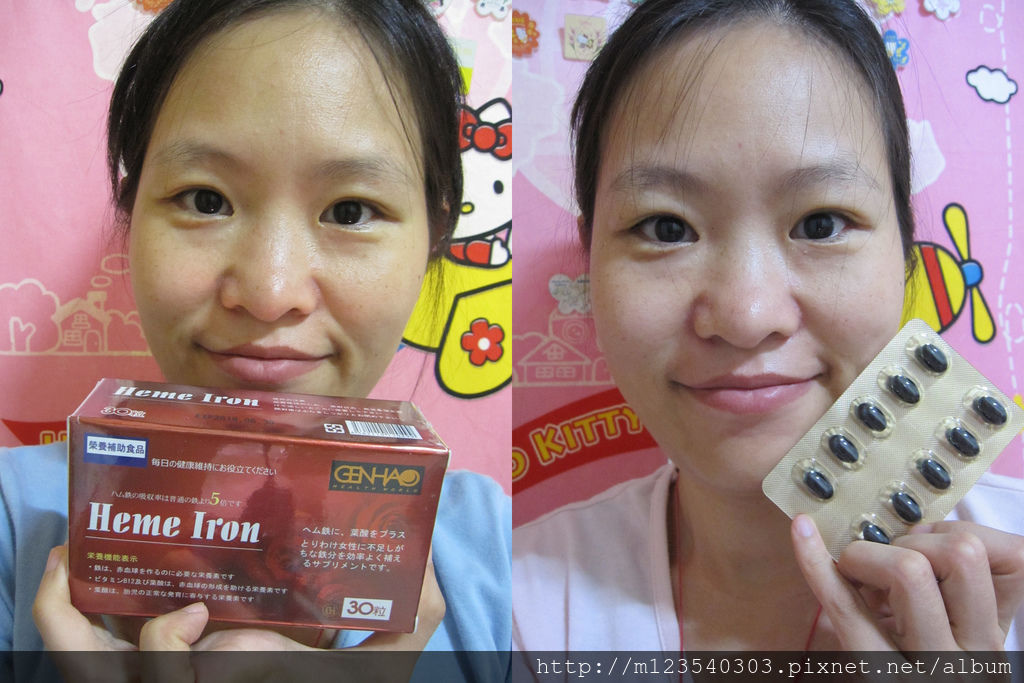 Heme Iron
30粒
栄養補助食品
毎日の健康維持にお役立てください
GENHAO
HEALTH WORLD
ハム鉄の吸収率は普通の鉄より5倍です
Heme Iron
ヘム鉄に、葉酸をプラス
とりわけ女性に不足しが
ちな鉄分を効率よく補え
るサプリメントです。
栄養機能表示
・鉄は、赤血球を作るのに必要な栄養素です
・ビタミンB12及び葉酸は、赤血球の形成を助ける栄養素です
・葉酸は、胎児の正常な発育に寄与する栄養素です
30粒
KITTY
http://m123540303.pixnet.net/album